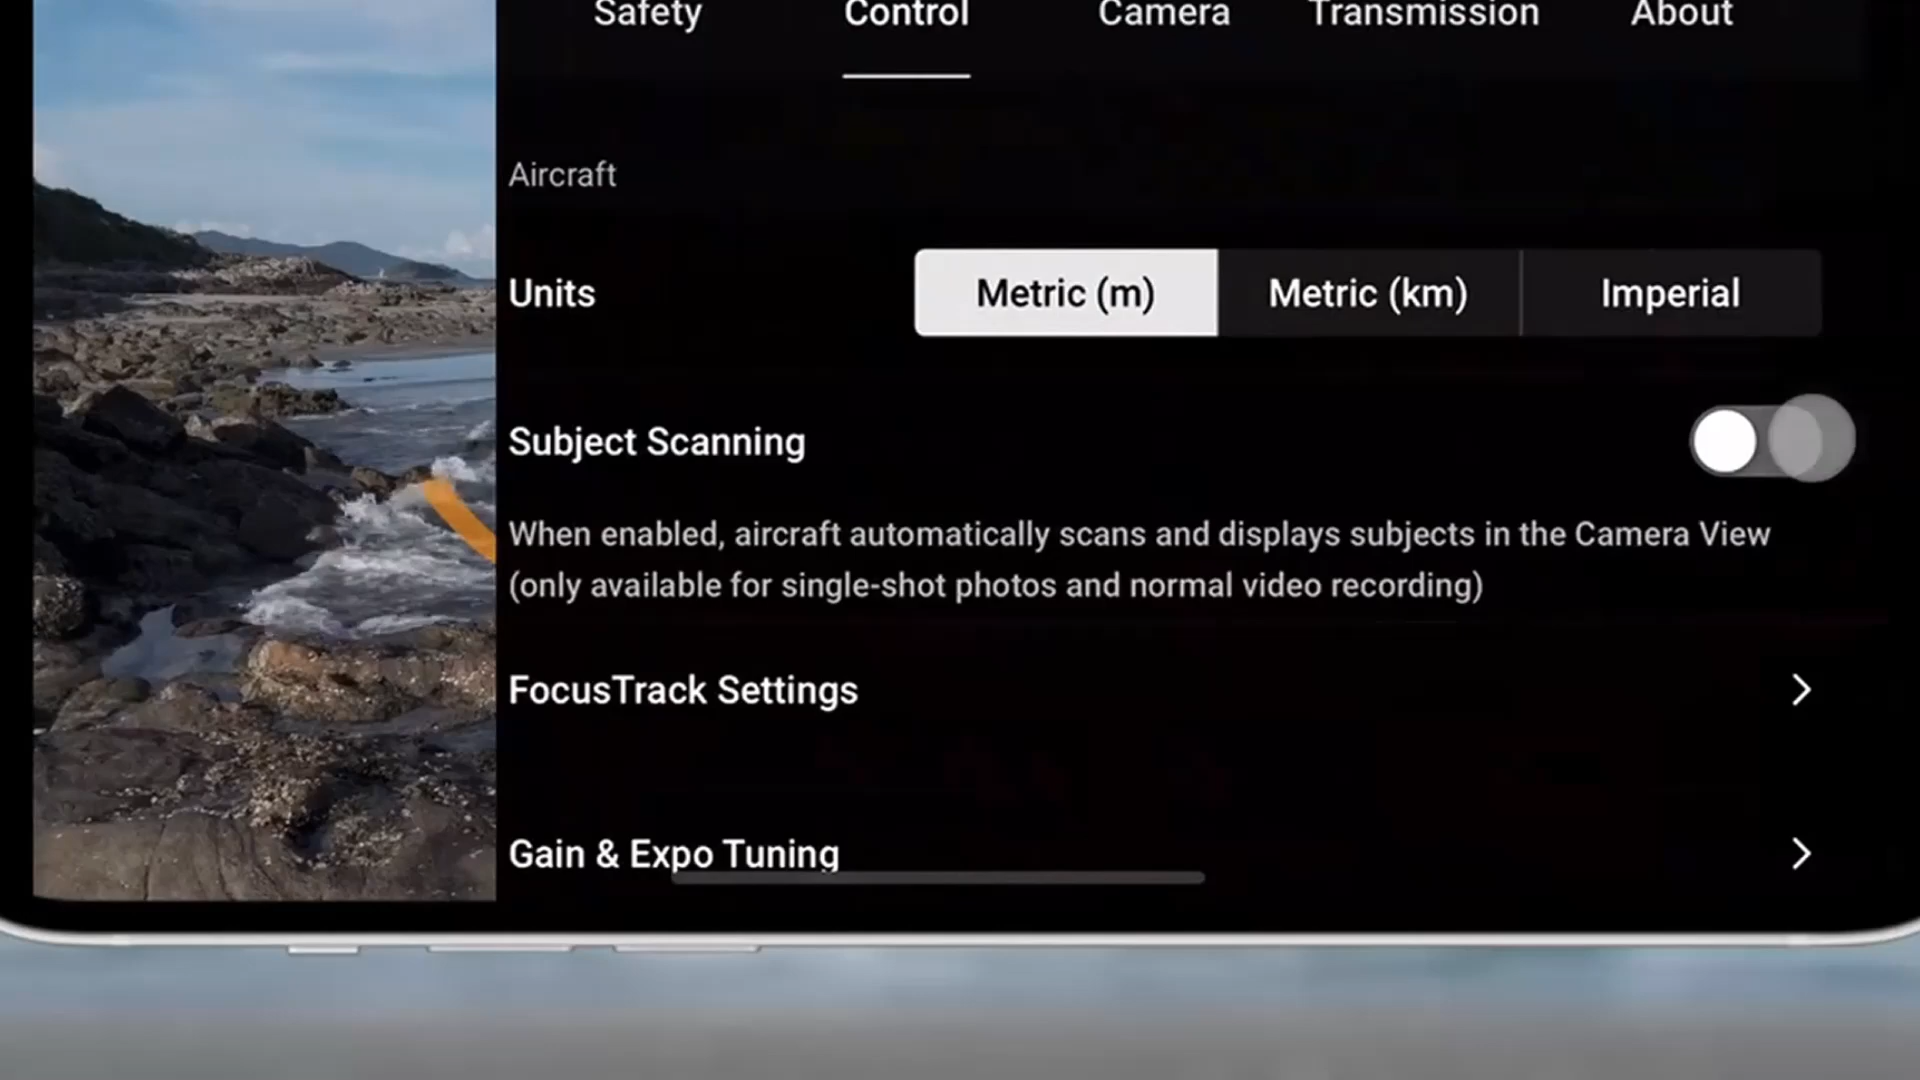 Safety Control Camera Transmission About
Aircraft
Units Metric (m) Metric (km) Imperial
Subject Scanning
When enabled, aircraft automatically scans and displays subjects in the Camera View
(only available for single-shot photos and normal video recording)
FocusTrack Settings
Gain & Expo Tuning